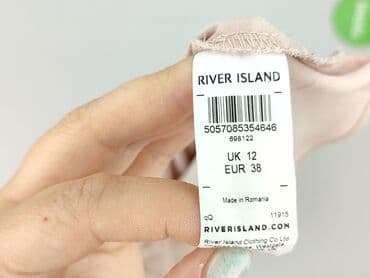 RIVER ISLAND
5057085354646
698122
UK 12
EUR 38
Made in Romania
qQ 11915
RIVERISLAND.COM
River Island Clothing Co Ltd